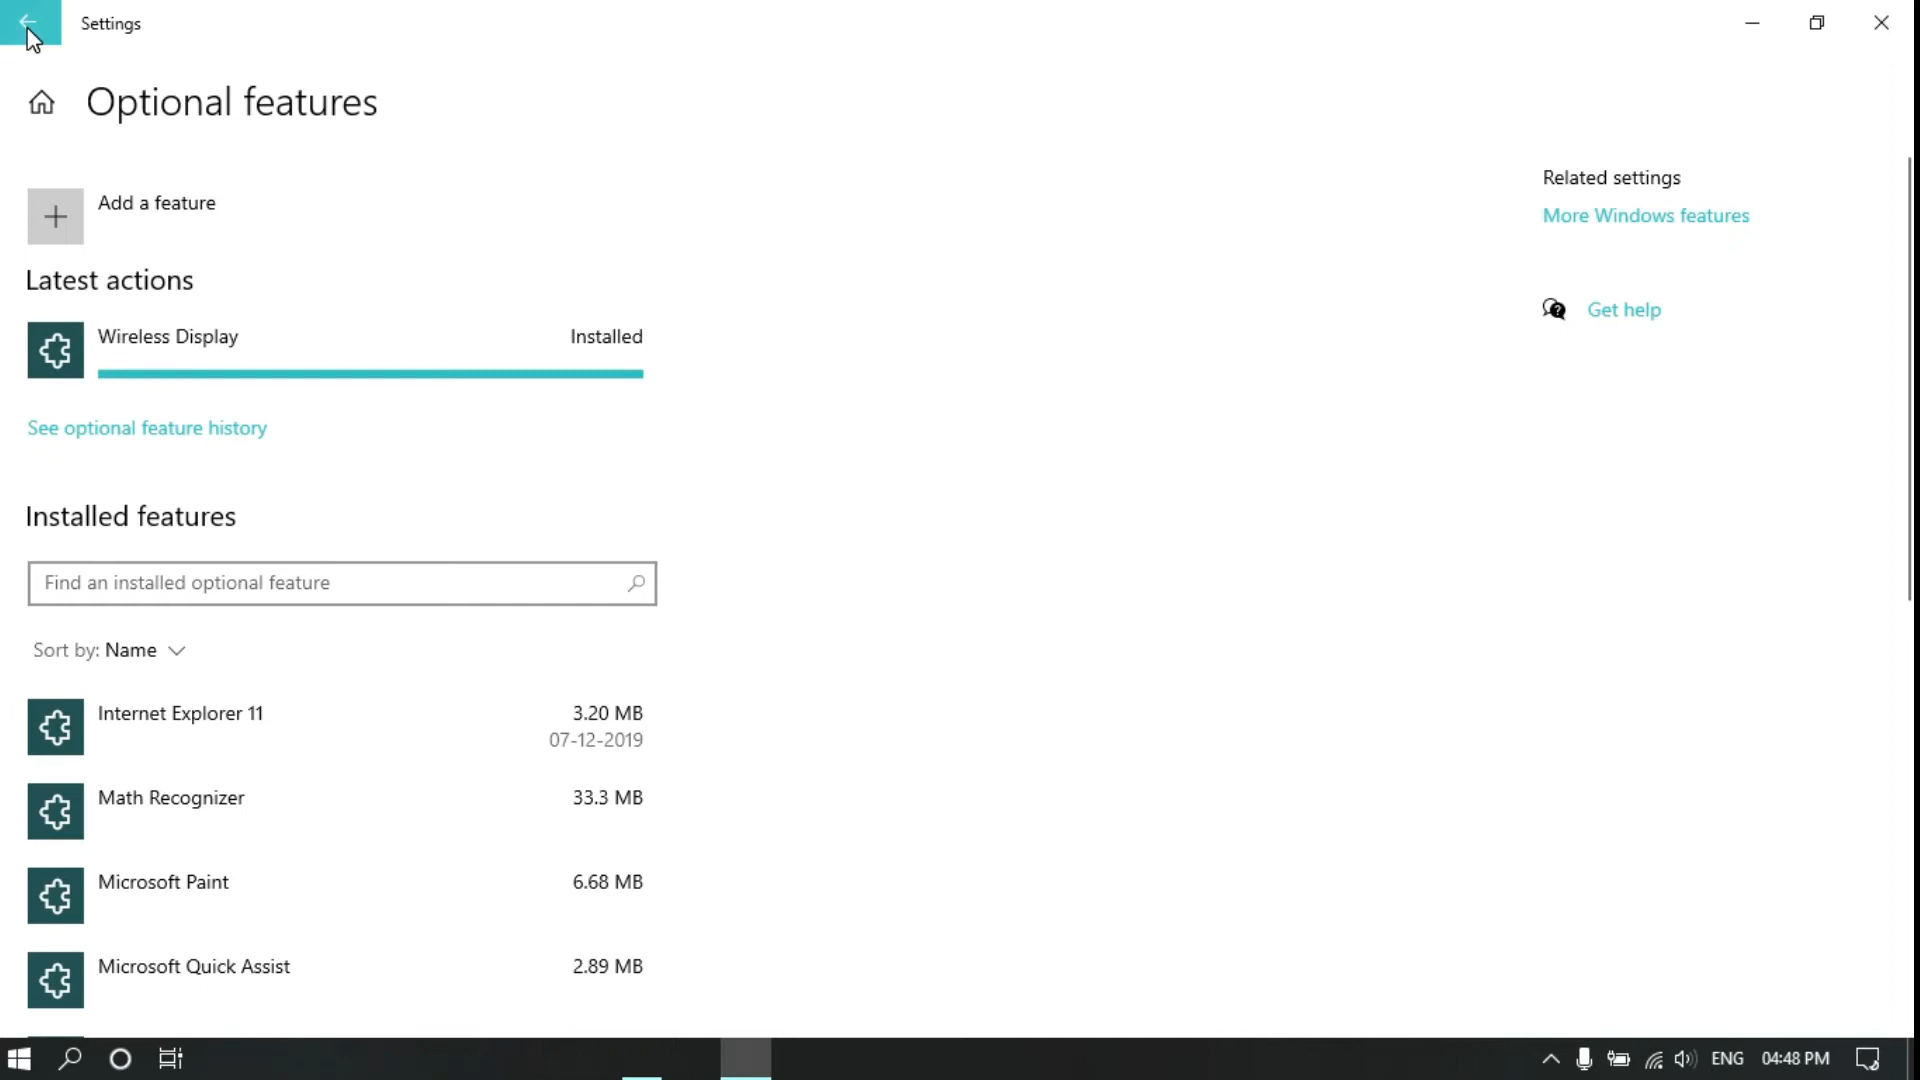 Settings
Optional features
Add a feature
Latest actions
Wireless Display Installed
See optional feature history
Installed features
Find an installed optional feature
Sort by: Name
Internet Explorer 11 3.20 MB
07-12-2019
Math Recognizer 33.3 MB
Microsoft Paint 6.68 MB
Microsoft Quick Assist 2.89 MB
Related settings
More Windows features
Get help
ENG 04:48 PM